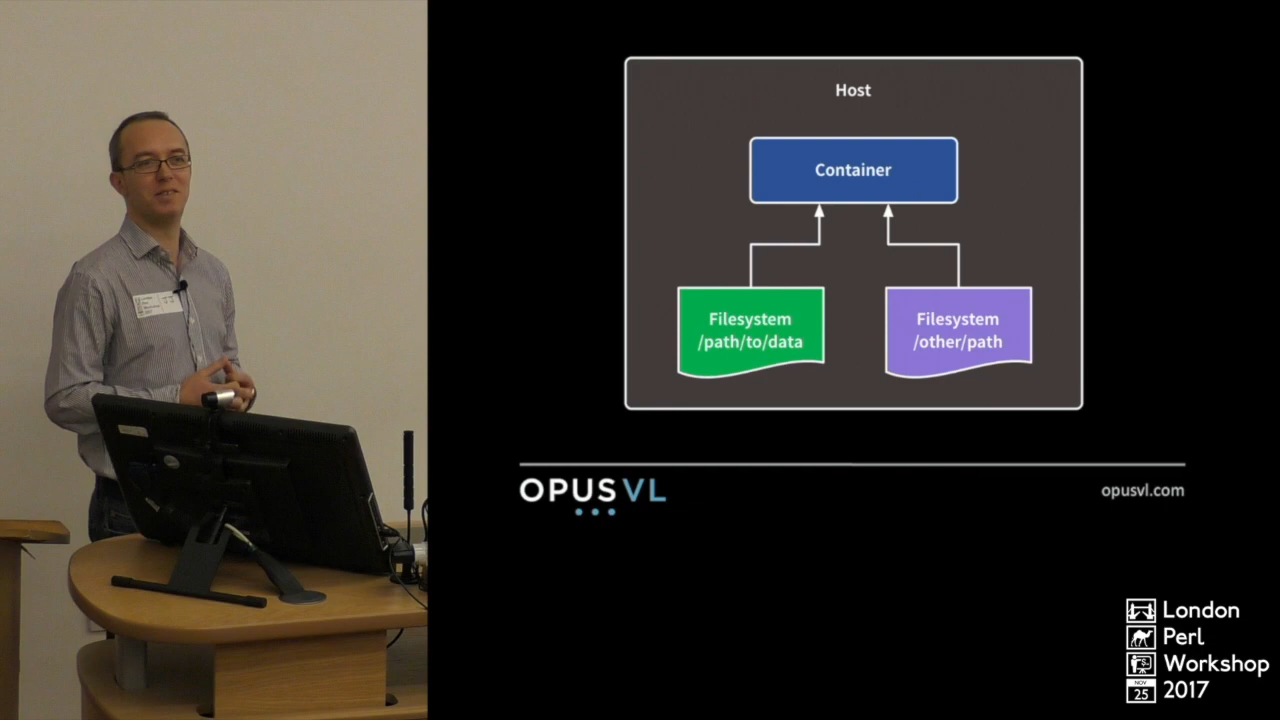 Host
Container
Filesystem
/path/to/data
Filesystem
/other/path
OPUSVL
opusvl.com
London
Perl
Workshop
NOV
25
2017